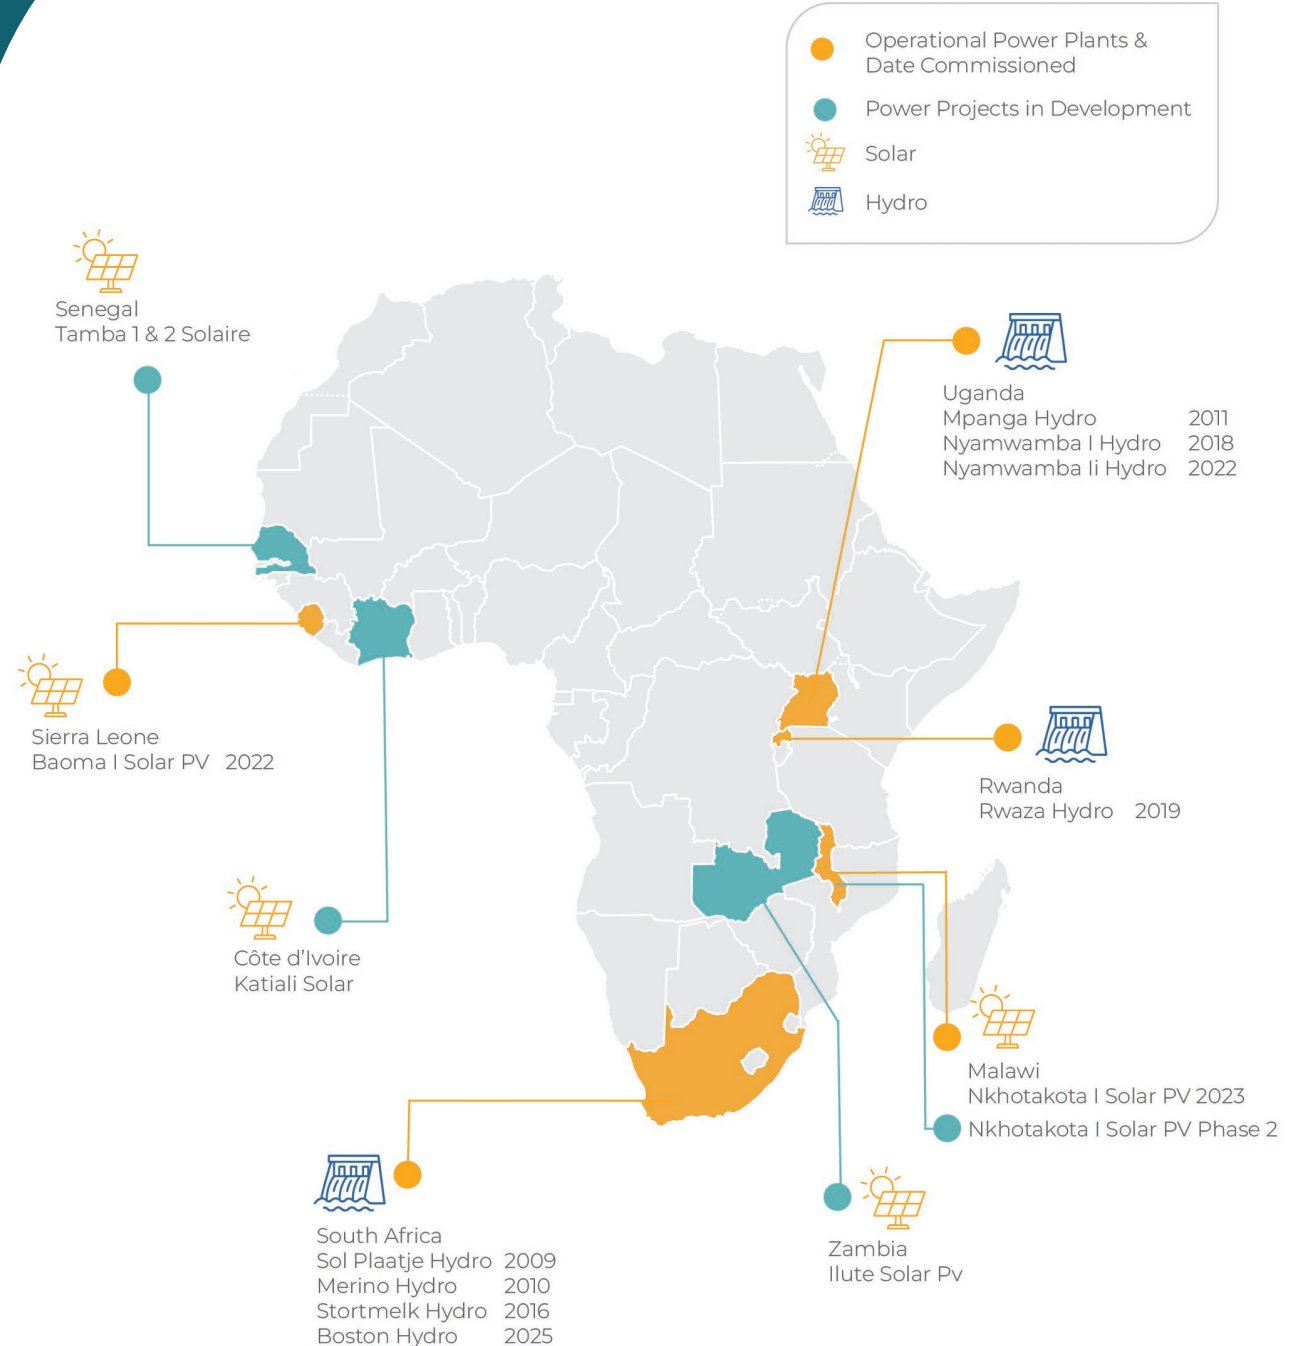 Operational Power Plants &
Date Commissioned
Power Projects in Development
Solar
Hydro
Senegal
Tamba 1 & 2 Solaire
Uganda
Mpanga Hydro 2011
Nyamwamba I Hydro 2018
Nyamwamba Ii Hydro 2022
Sierra Leone
Baoma I Solar PV 2022
Rwanda
Rwaza Hydro 2019
Côte d’Ivoire
Katiali Solar
Malawi
Nkhotakota I Solar PV 2023
Nkhotakota I Solar PV Phase 2
South Africa
Sol Plaatje Hydro 2009
Merino Hydro 2010
Stortmelk Hydro 2016
Boston Hydro 2025
Zambia
Ilute Solar Pv